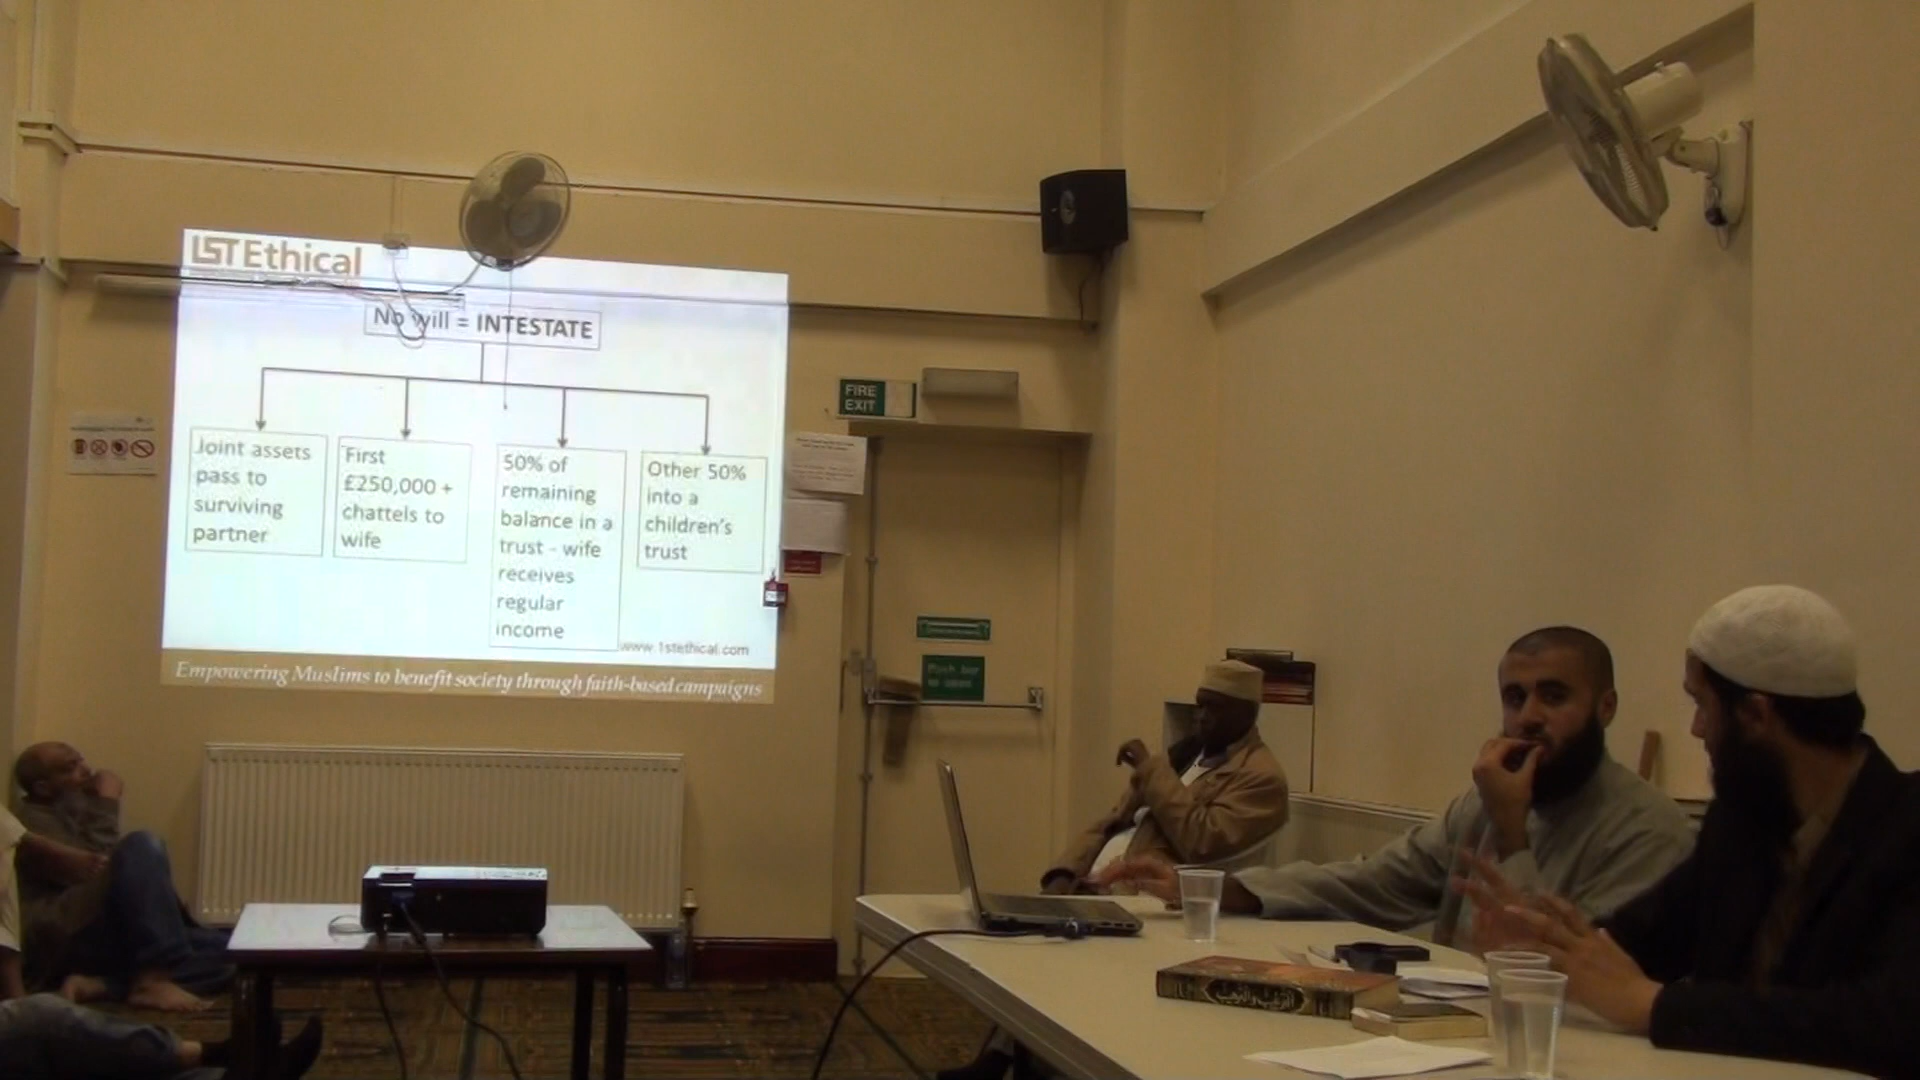 1ST Ethical
No will = INTESTATE
Joint assets
pass to
surviving
partner
First
£250,000 +
chattels to
wife
50% of
remaining
balance in a
trust - wife
receives
regular
income
Other 50%
into a
children's
trust
www.1stethical.com
Empowering Muslims to benefit society through faith-based campaigns
FIRE
EXIT
Push bar
to open
الترغيب والترهيب